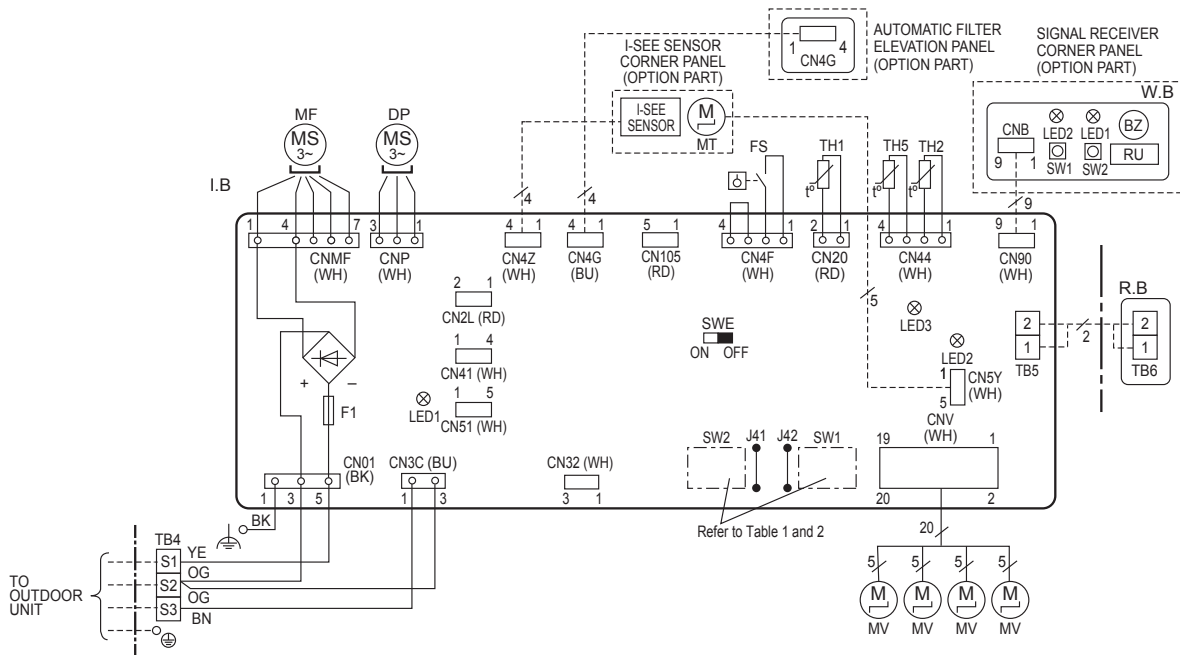 AUTOMATIC FILTER
ELEVATION PANEL
(OPTION PART)
1 4
CN4G
SIGNAL RECEIVER
CORNER PANEL
(OPTION PART)
W.B
CNB
9 1
LED2 LED1
BZ
SW1 SW2
RU
I-SEE SENSOR
CORNER PANEL
(OPTION PART)
I-SEE
SENSOR
M
MT
MF
MS
3~
DP
MS
3~
FS
TH1
t°
TH5 TH2
t° t°
I.B
4
4
9
1 4 7
CNMF
(WH)
3 1
CNP
(WH)
4 1
CN4Z
(WH)
4 1
CN4G
(BU)
5 1
CN105
(RD)
4 1
CN4F
(WH)
2 1
CN20
(RD)
4 1
CN44
(WH)
9 1
CN90
(WH)
2 1
CN2L (RD)
1 4
CN41 (WH)
1 5
CN51 (WH)
LED1
+ –
F1
SWE
ON OFF
5
LED3
LED2
1
CN5Y
(WH)
5
2
1
TB5
2
R.B
2
1
TB6
CNV
(WH)
19 1
20 2
SW2 J41 J42 SW1
Refer to Table 1 and 2
CN32 (WH)
3 1
CN01
(BK)
1 3 5
CN3C (BU)
1 3
BK
TB4
S1 YE
OG
S2
OG
S3
BN
TO
OUTDOOR
UNIT
20
5 5 5 5
M M M M
MV MV MV MV